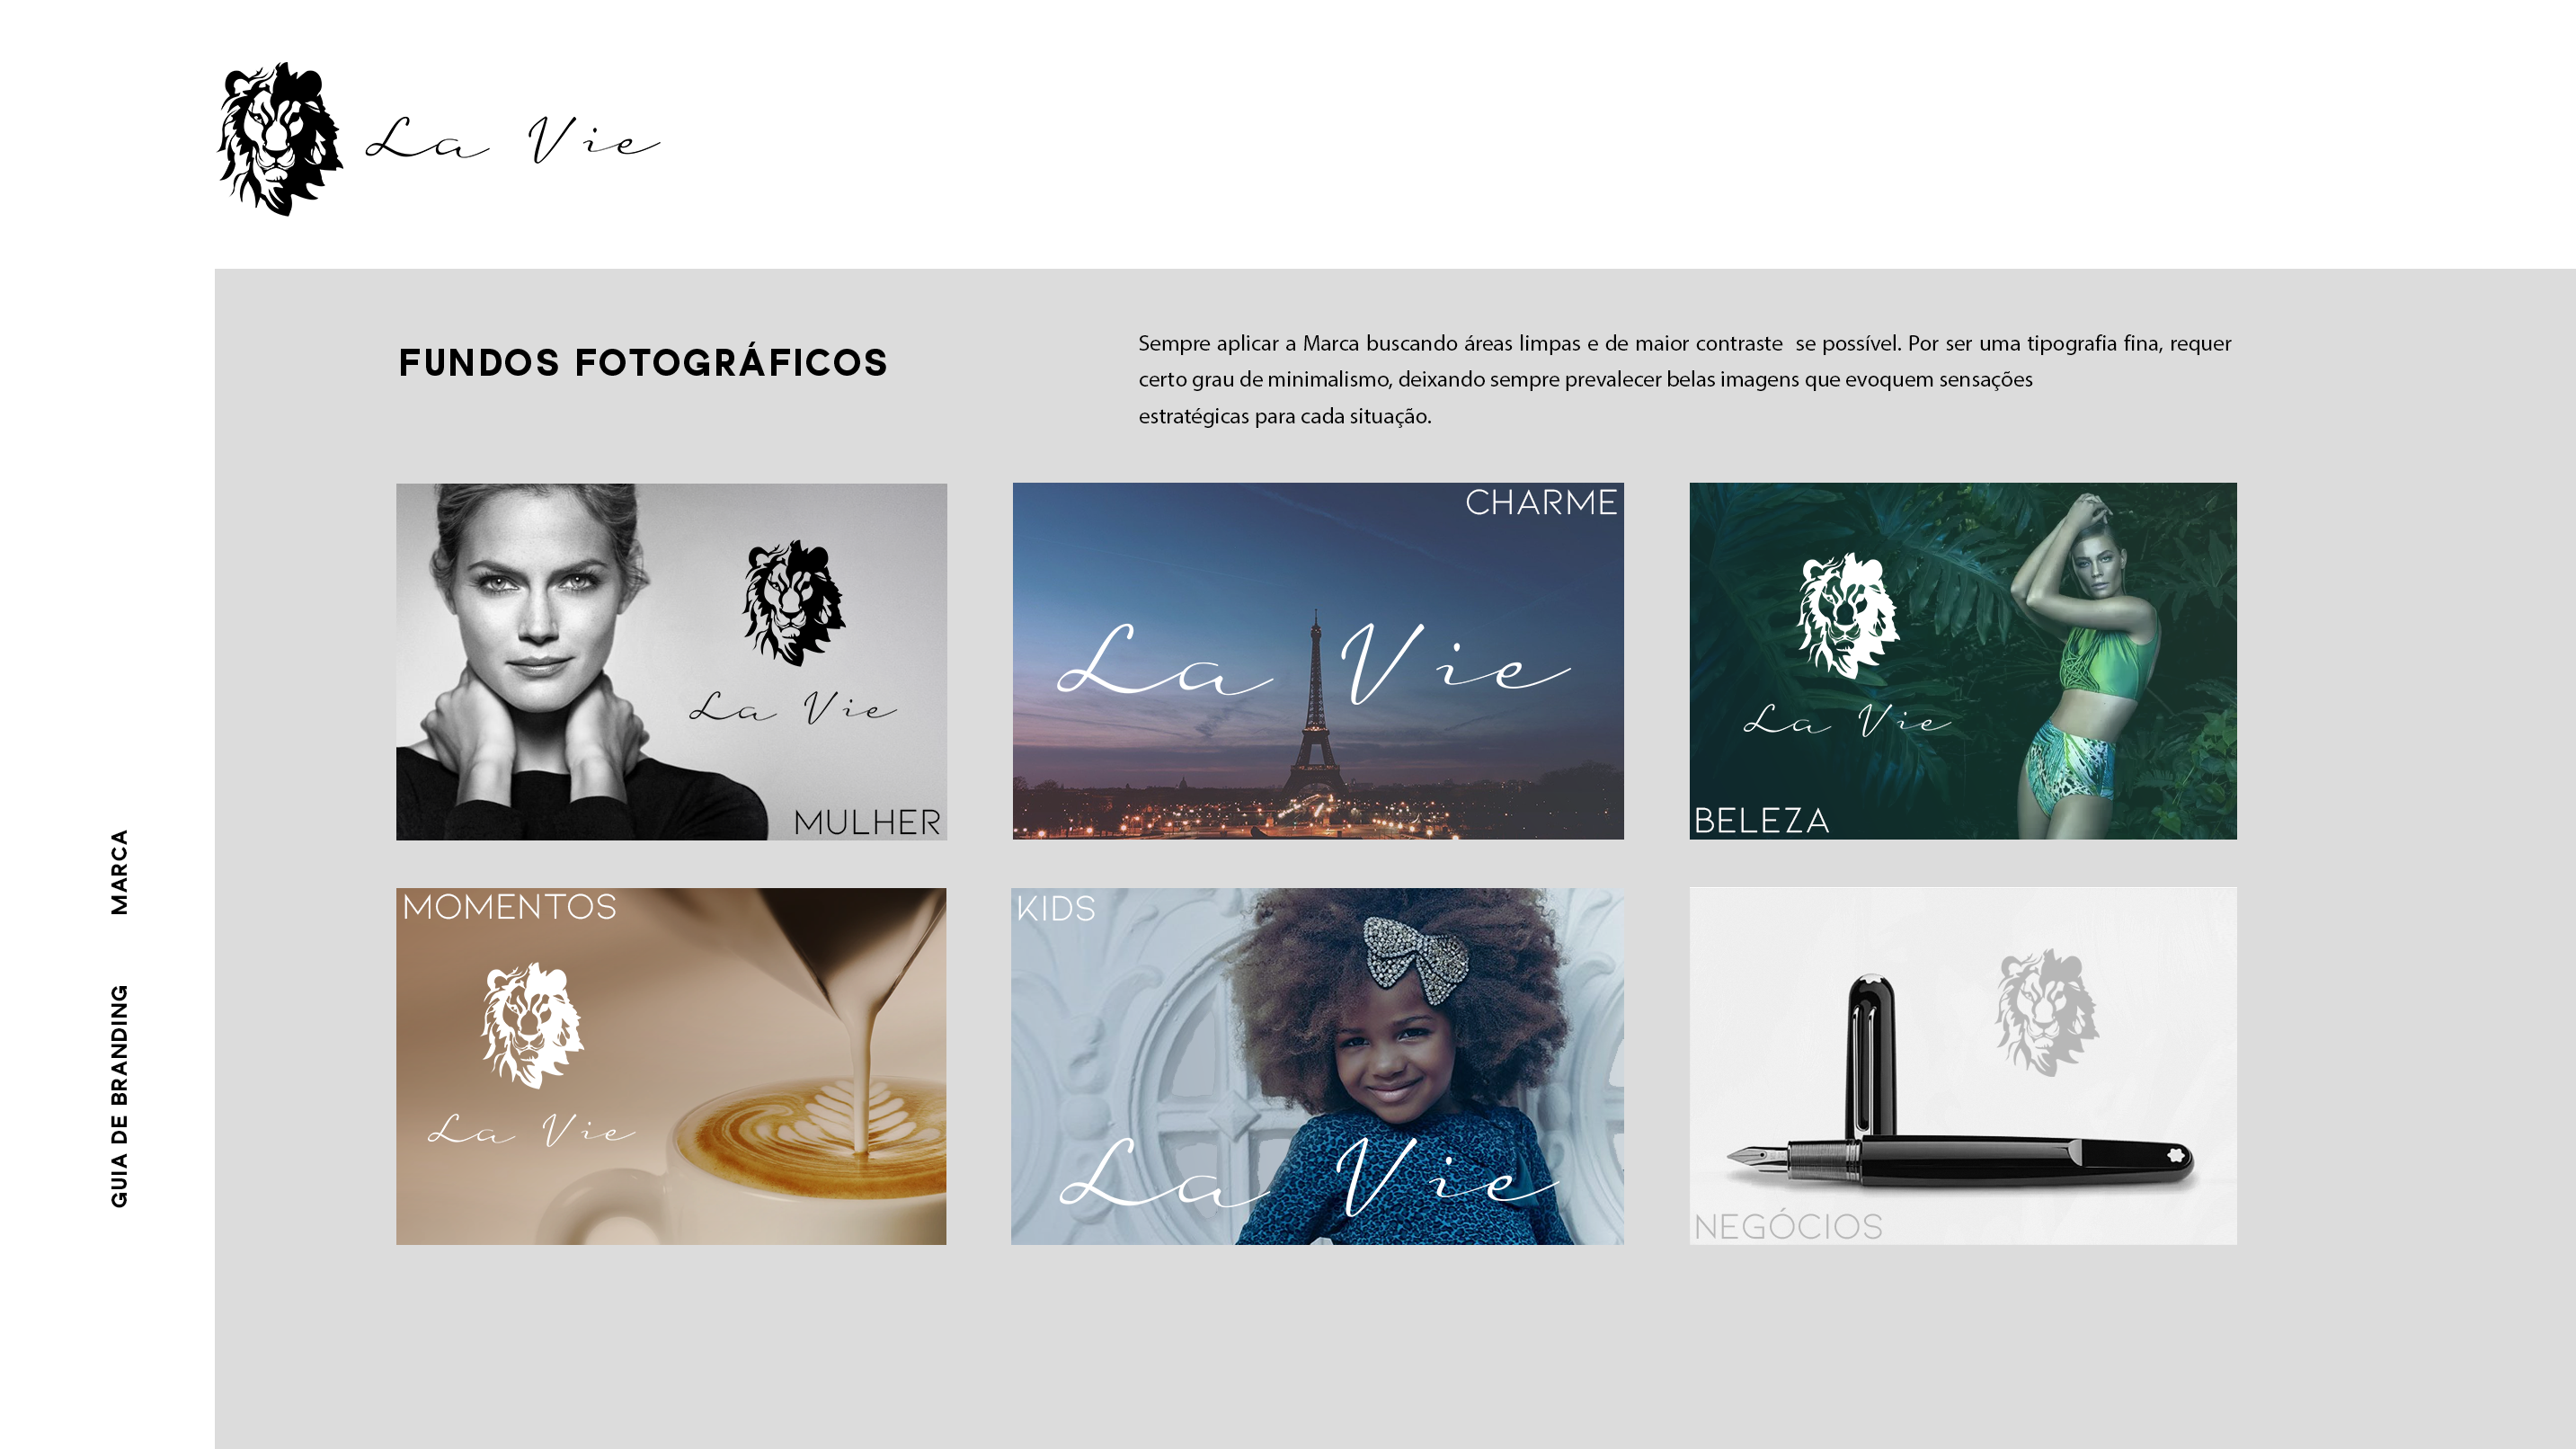 La Vie
FUNDOS FOTOGRÁFICOS
Sempre aplicar a Marca buscando áreas limpas e de maior contraste  se possível. Por ser uma tipografia fina, requer
certo grau de minimalismo, deixando sempre prevalecer belas imagens que evoquem sensações
estratégicas para cada situação.
La Vie
MULHER
CHARME
La Vie
La Vie
BELEZA
MOMENTOS
La Vie
KIDS
La Vie
NEGÓCIOS
MARCA
GUIA DE BRANDING